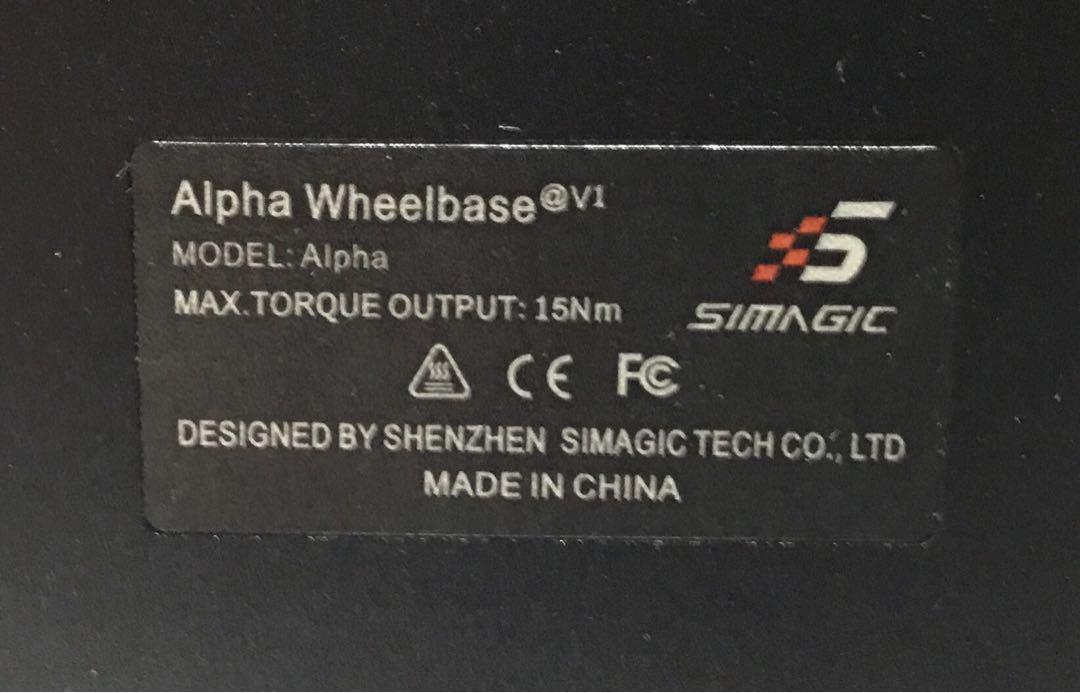 Alpha Wheelbase@V1
MODEL: Alpha
MAX.TORQUE OUTPUT: 15Nm
SIMAGIC
CE FC
DESIGNED BY SHENZHEN SIMAGIC TECH CO., LTD
MADE IN CHINA